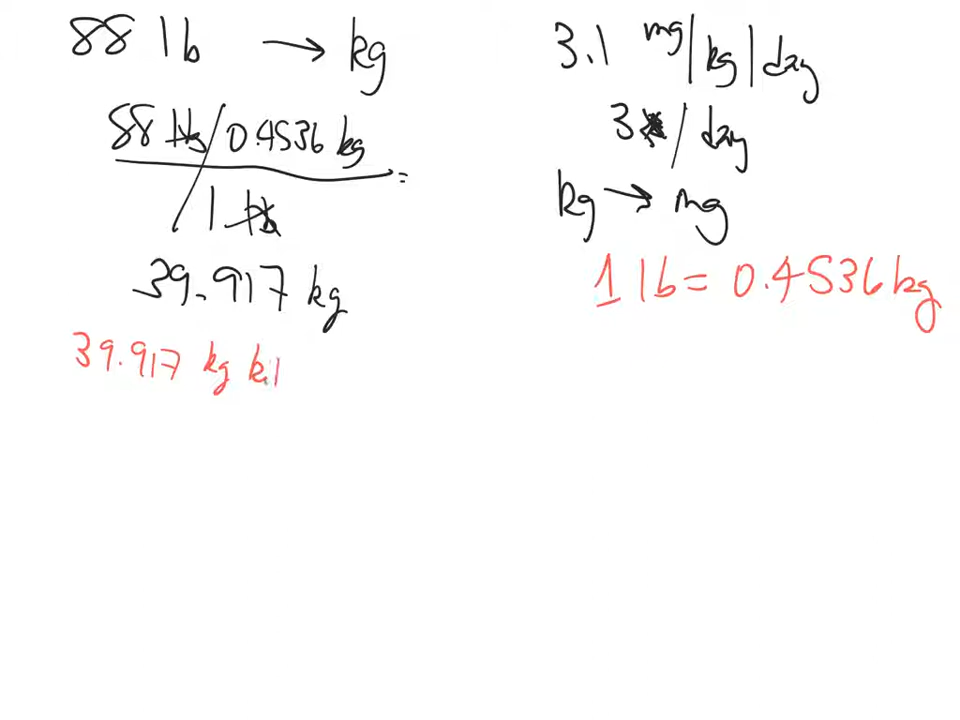 88 lb → kg
88 lb / 0.4536 kg =
1 lb
39.917 kg
39.917 kg kil
3.1 mg/kg/day
3 / day
kg → mg
1 lb = 0.4536 kg